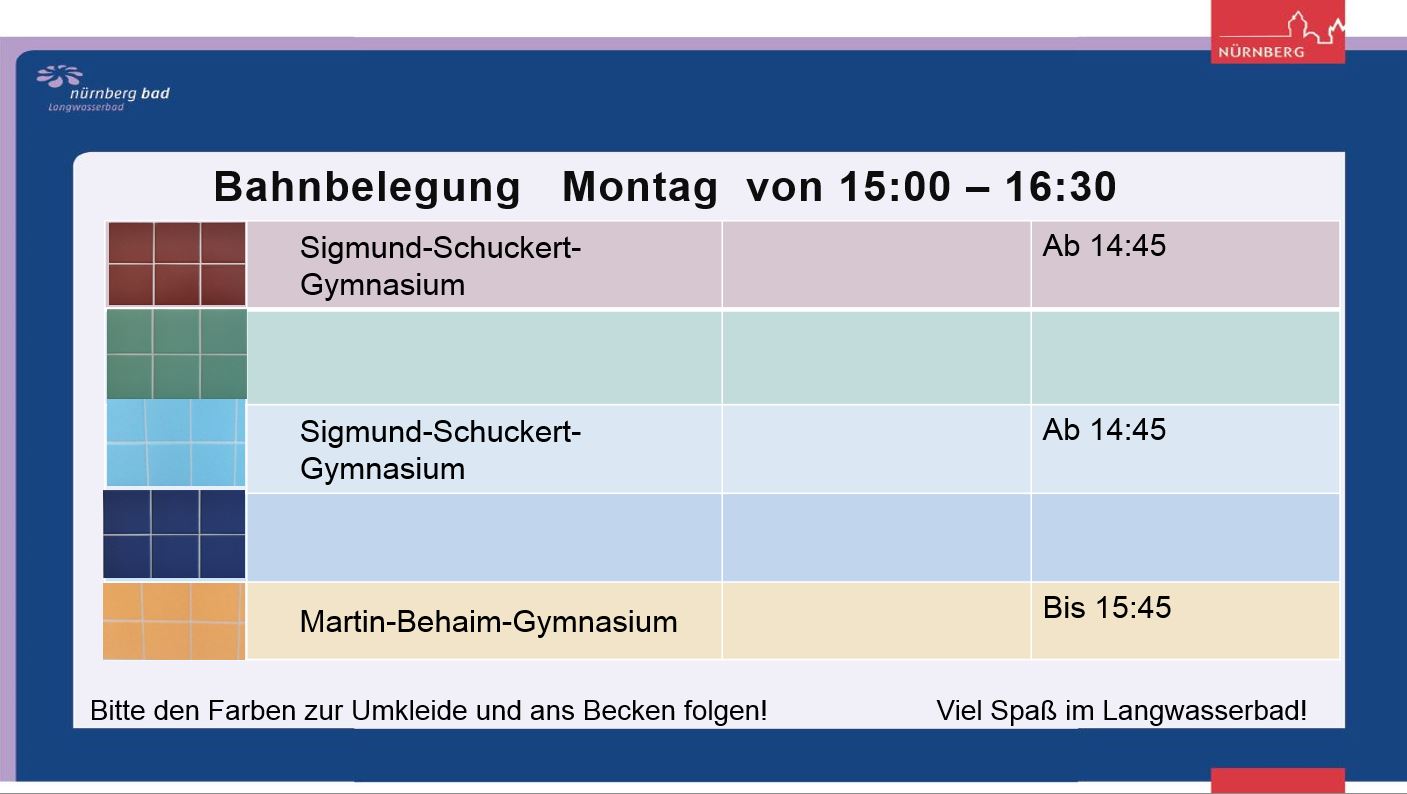 NÜRNBERG
nürnberg bad
Langwasserbad
Bahnbelegung Montag von 15:00 – 16:30
Sigmund-Schuckert-
Gymnasium
Ab 14:45
Sigmund-Schuckert-
Gymnasium
Ab 14:45
Martin-Behaim-Gymnasium
Bis 15:45
Bitte den Farben zur Umkleide und ans Becken folgen!
Viel Spaß im Langwasserbad!